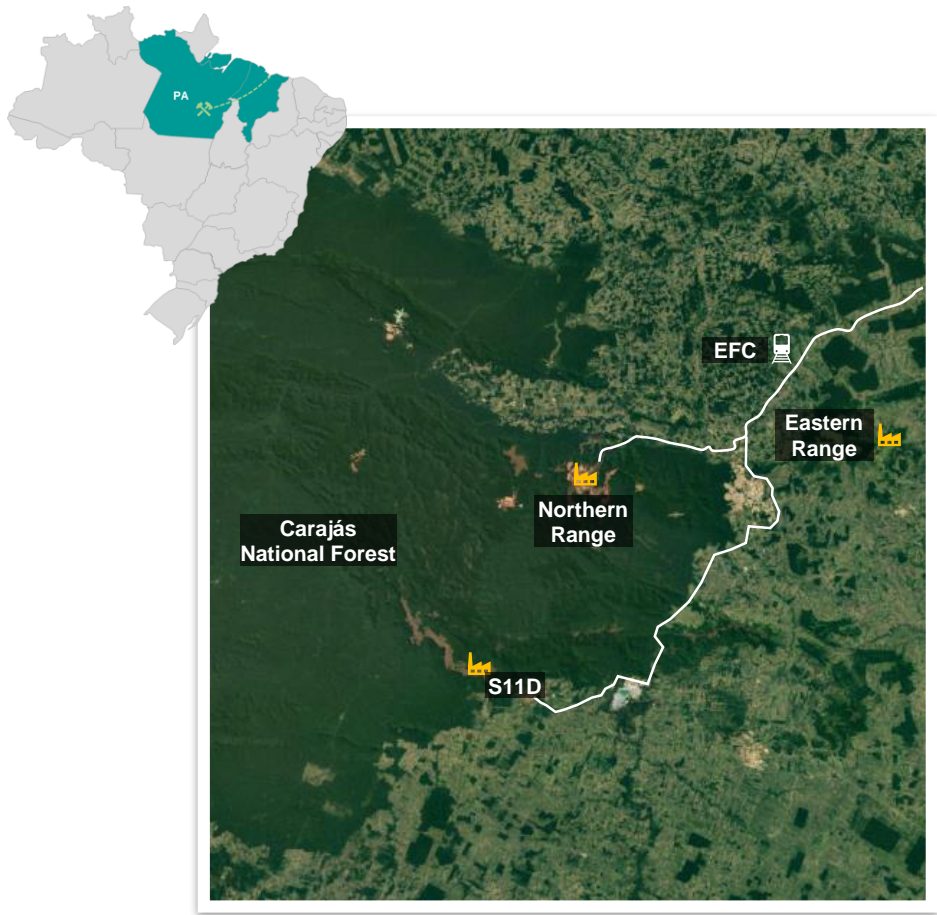 PA
EFC
Eastern
Range
Northern
Range
Carajás
National Forest
S11D